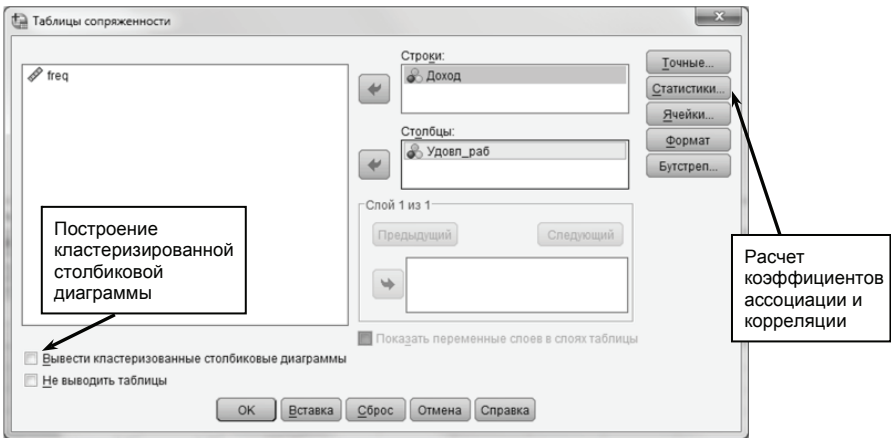 Таблицы сопряженности
freq
Строки:
Доход
Столбцы:
Удовл_раб
Точные...
Статистики...
Ячейки...
Формат
Бутстреп...
Слой 1 из 1
Предыдущий
Следующий
Показать переменные слоев в слоях таблицы
Построение
кластеризированной
столбиковой
диаграммы
Расчет
коэффициентов
ассоциации и
корреляции
Вывести кластеризованные столбиковые диаграммы
Не выводить таблицы
OK
Вставка
Сброс
Отмена
Справка